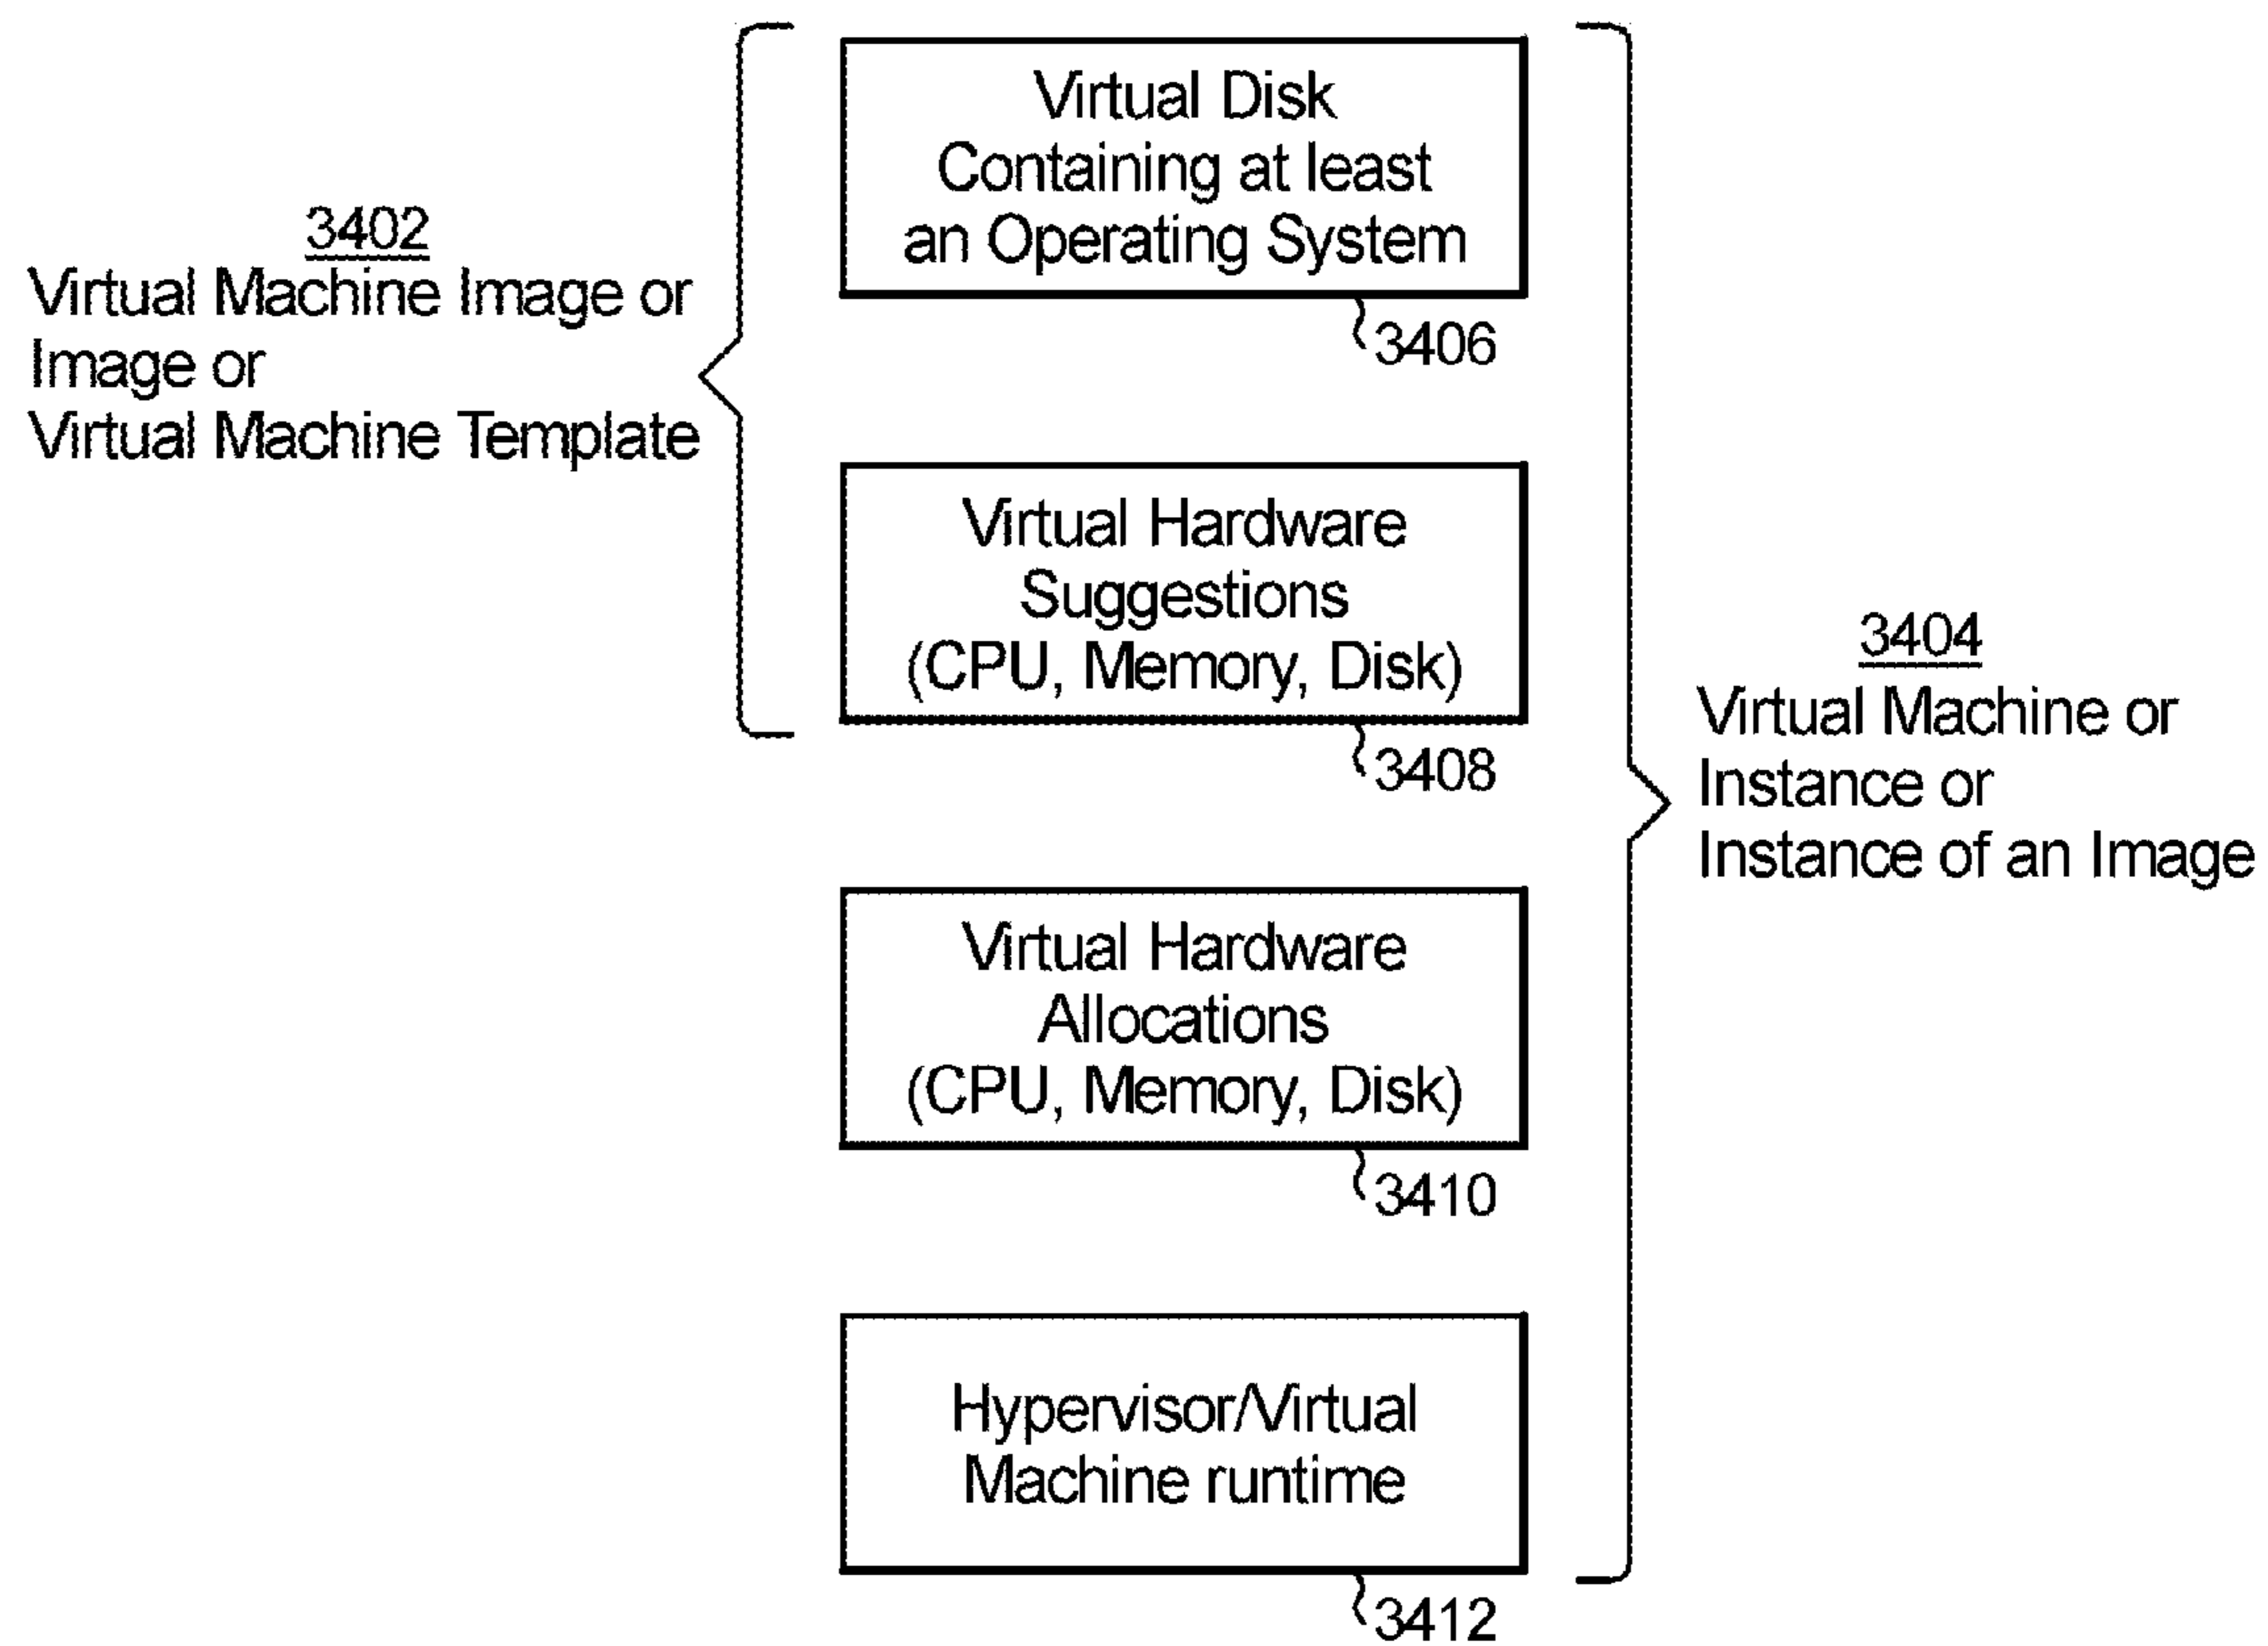 3402
Virtual Machine Image or
Image or
Virtual Machine Template
Virtual Disk
Containing at least
an Operating System
3406
Virtual Hardware
Suggestions
(CPU, Memory, Disk)
3408
Virtual Hardware
Allocations
(CPU, Memory, Disk)
3410
Hypervisor/Virtual
Machine runtime
3412
3404
Virtual Machine or
Instance or
Instance of an Image